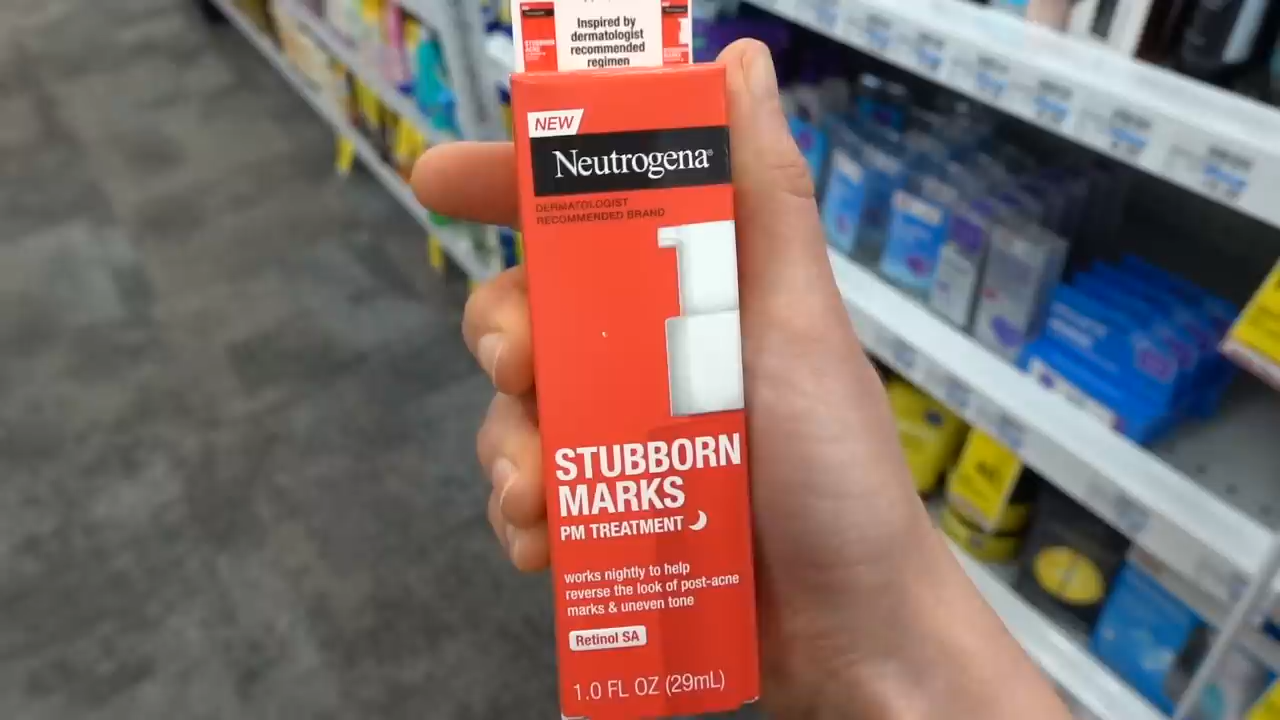 Inspired by
dermatologist
recommended
regimen
NEW
Neutrogena®
DERMATOLOGIST
RECOMMENDED BRAND
STUBBORN
MARKS
PM TREATMENT
works nightly to help
reverse the look of post-acne
marks & uneven tone
Retinol SA
1.0 FL OZ (29mL)